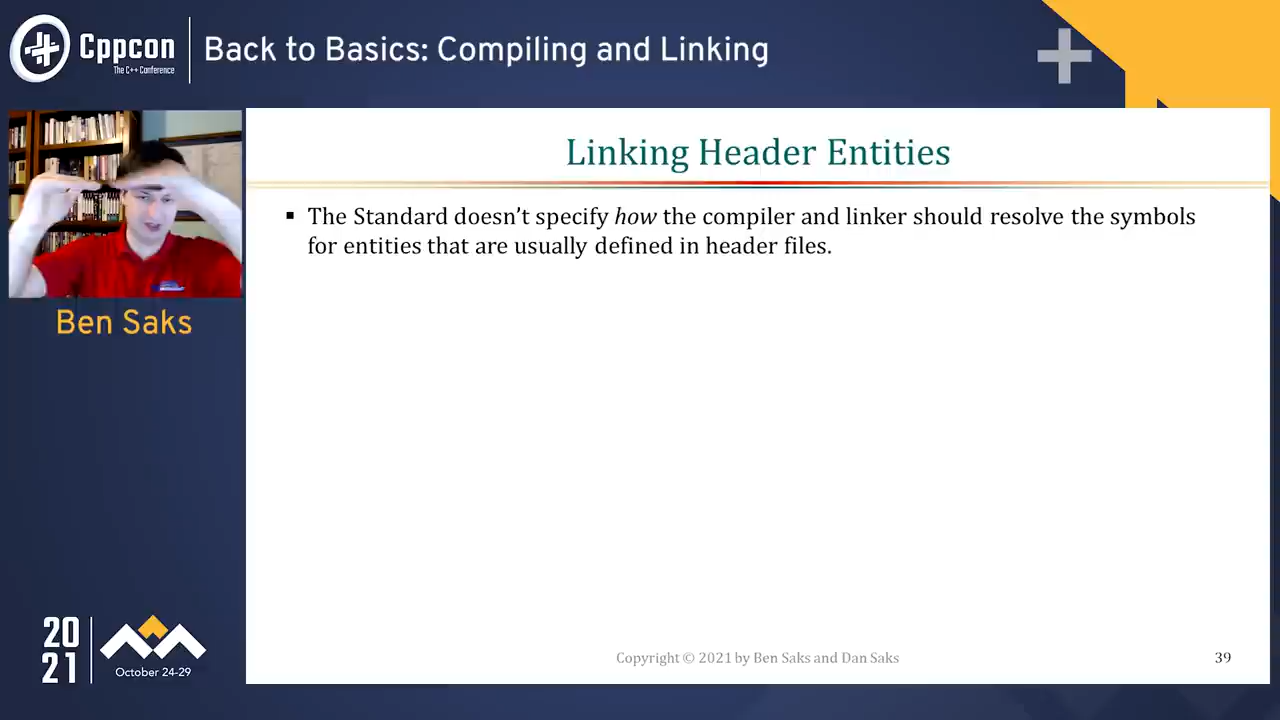 Cppcon
The C++ Conference
Back to Basics: Compiling and Linking
Ben Saks
Linking Header Entities
▪ The Standard doesn't specify how the compiler and linker should resolve the symbols
for entities that are usually defined in header files.
20
21
October 24-29
Copyright © 2021 by Ben Saks and Dan Saks
39